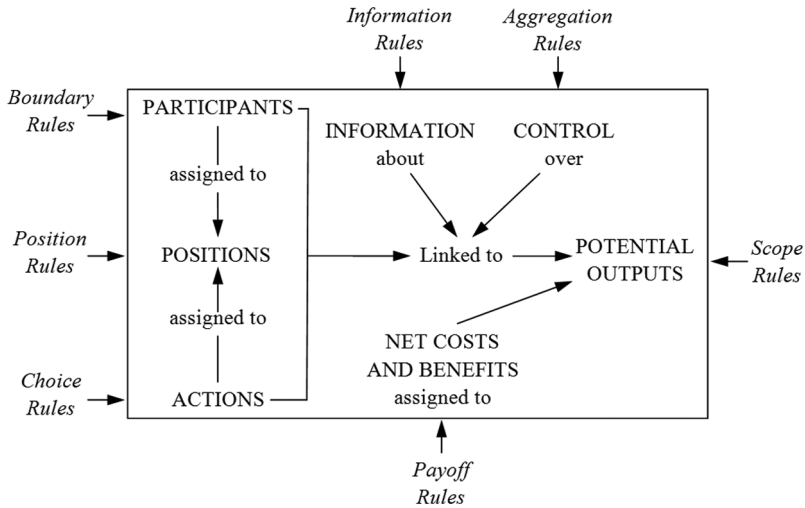 Information
Rules
Aggregation
Rules
Boundary
Rules
PARTICIPANTS
INFORMATION
about
CONTROL
over
assigned to
Position
Rules
POSITIONS
Linked to
POTENTIAL
OUTPUTS
Scope
Rules
assigned to
NET COSTS
AND BENEFITS
assigned to
Choice
Rules
ACTIONS
Payoff
Rules